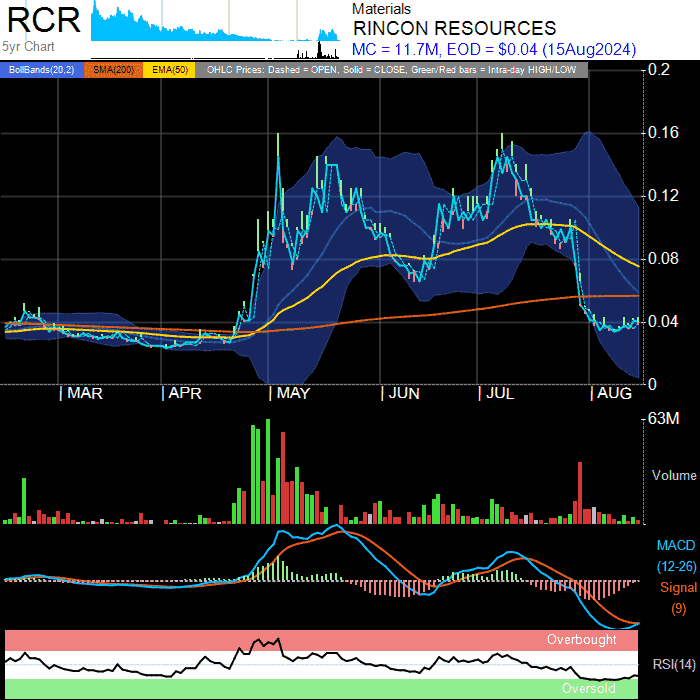 RCR
5yr Chart
Materials
RINCON RESOURCES
MC = 11.7M, EOD = $0.04 (15Aug2024)
BollBands(20,2) SMA(200) EMA(50) OHLC Prices: Dashed = OPEN, Solid = CLOSE, Green/Red bars = Intra-day HIGH/LOW
0.2
0.16
0.12
0.08
0.04
0
MAR APR MAY JUN JUL AUG
63M
Volume
MACD
(12-26)
Signal
(9)
Overbought
RSI(14)
Oversold